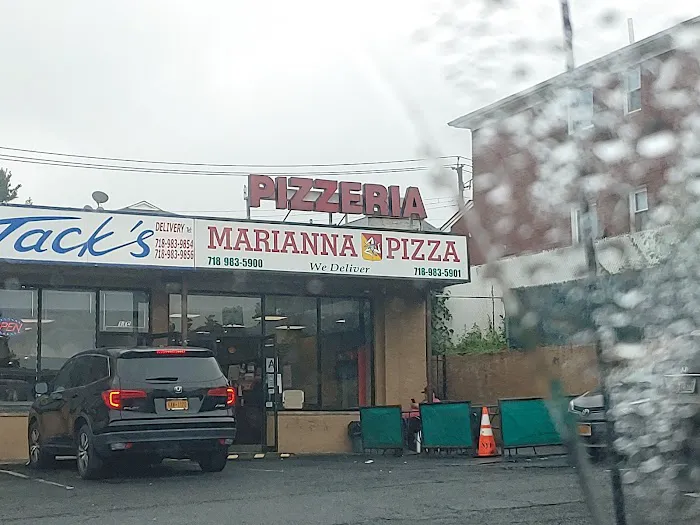 PIZZERIA
Tack's
DELIVERY Tel
718-983-9854
718-983-9856
MARIANNA PIZZA
718 983-5900
We Deliver
718-983-5901
OPEN